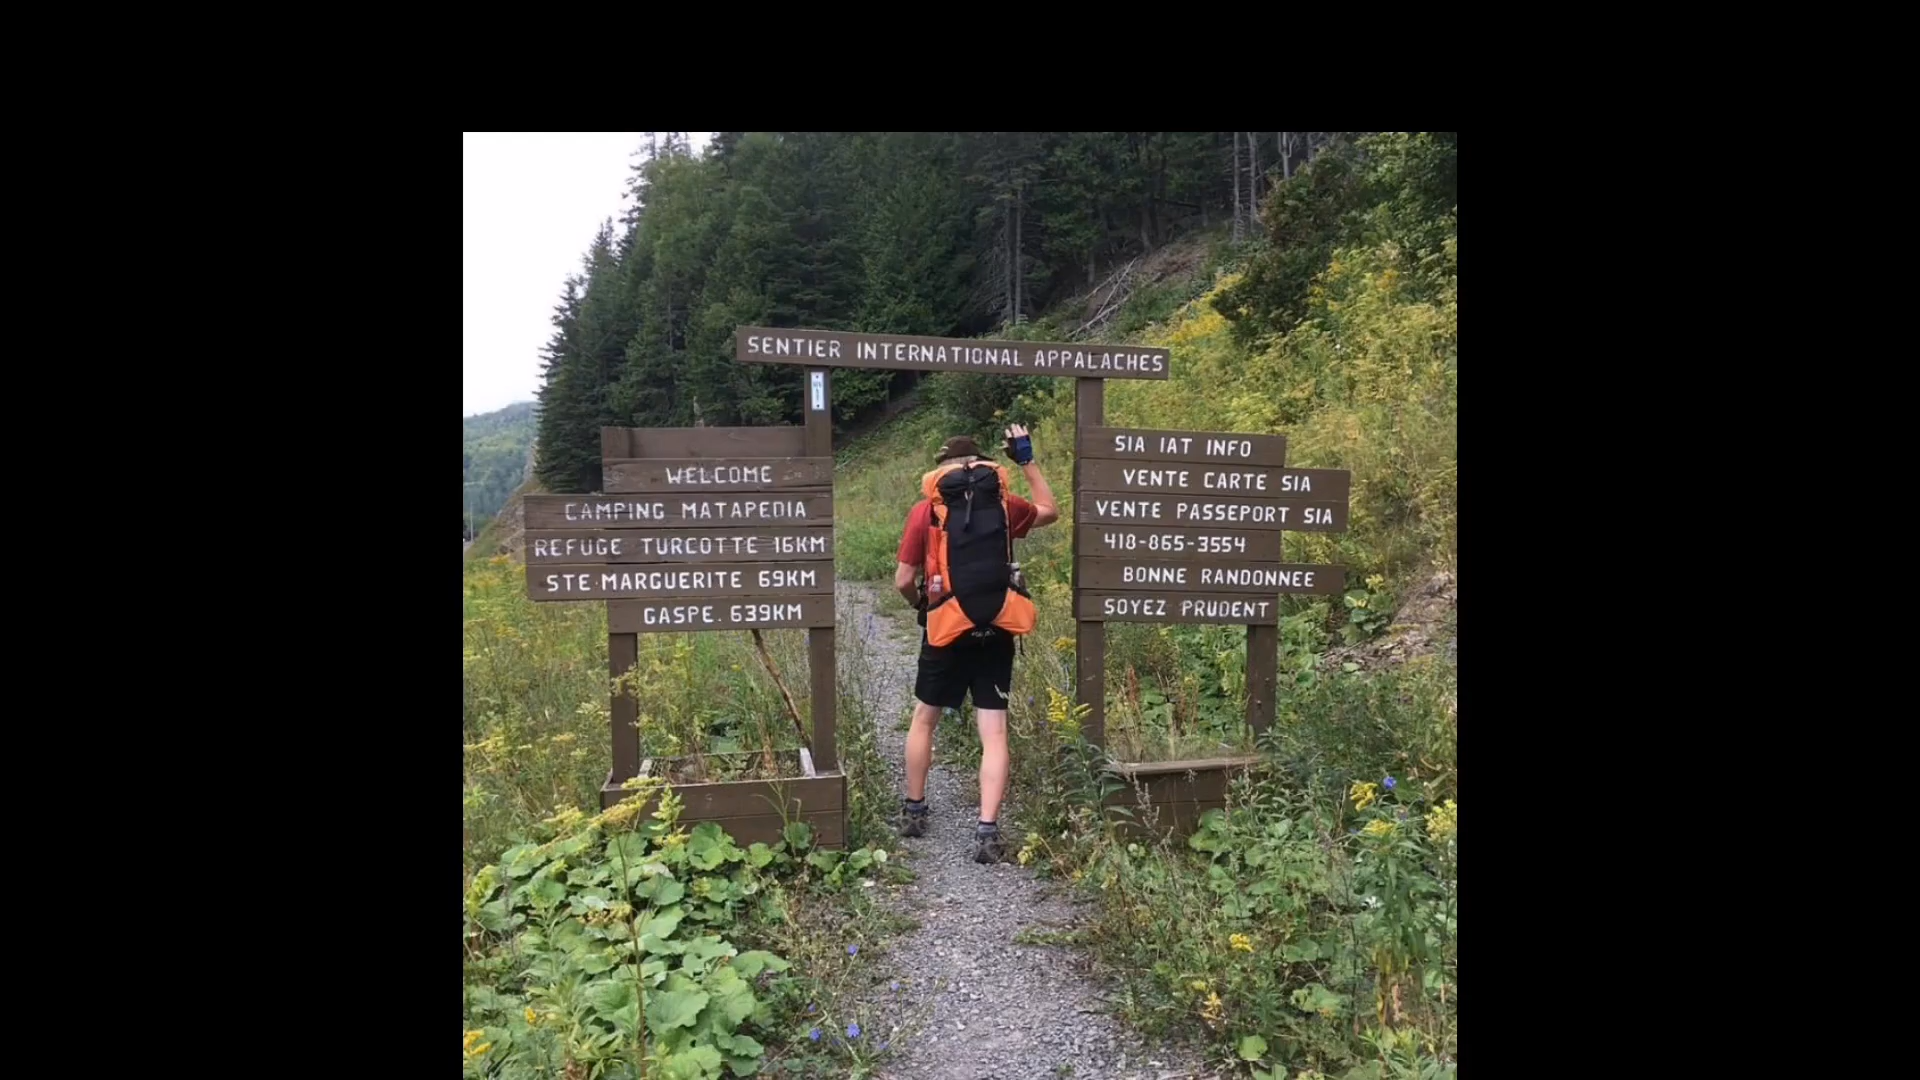 SENTIER INTERNATIONAL APPALACHES
WELCOME
CAMPING MATAPEDIA
REFUGE TURCOTTE 16KM
STE-MARGUERITE 69KM
GASPE. 639KM
SIA IAT INFO
VENTE CARTE SIA
VENTE PASSEPORT SIA
418-865-3554
BONNE RANDONNEE
SOYEZ PRUDENT